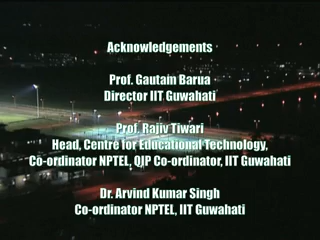 Acknowledgements
Prof. Gautam Barua
Director IIT Guwahati
Prof. Rajiv Tiwari
Head, Centre for Educational Technology,
Co-ordinator NPTEL, QIP Co-ordinator, IIT Guwahati
Dr. Arvind Kumar Singh
Co-ordinator NPTEL, IIT Guwahati